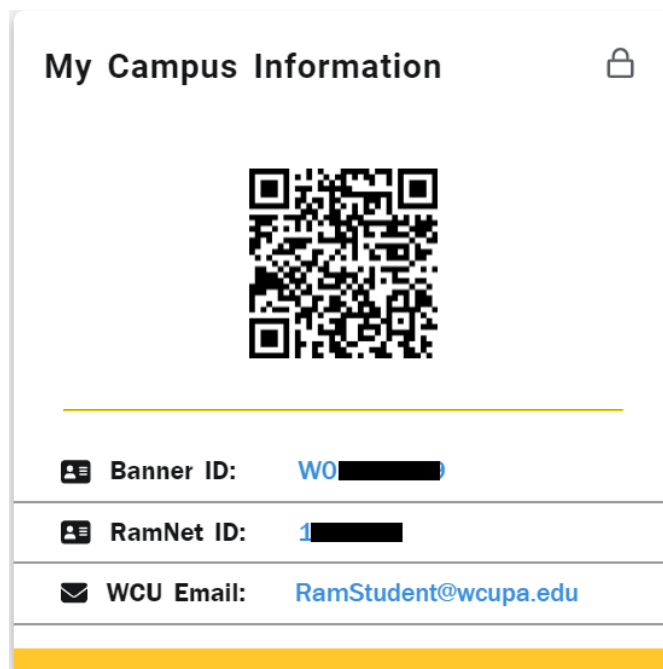 My Campus Information
Banner ID: W0
RamNet ID: 1
WCU Email: RamStudent@wcupa.edu